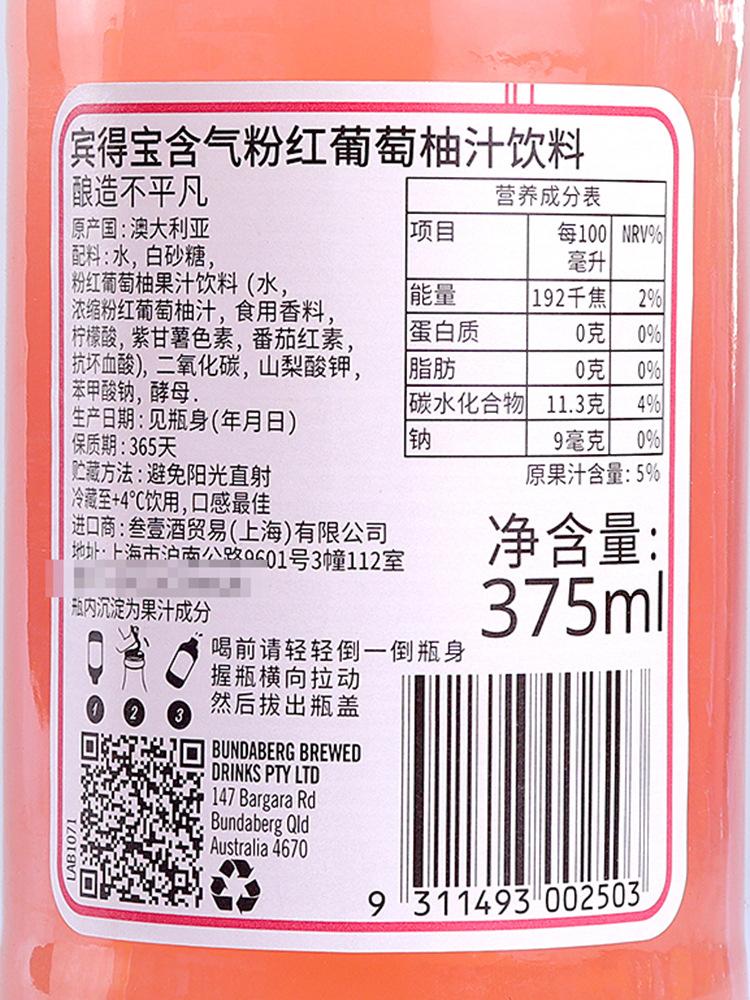 宾得宝含气粉红葡萄柚汁饮料
酿造不平凡
原产国：澳大利亚
配料：水，白砂糖，
粉红葡萄柚果汁饮料（水，
浓缩粉红葡萄柚汁，食用香料，
柠檬酸，紫甘薯色素，番茄红素，
抗坏血酸），二氧化碳，山梨酸钾，
苯甲酸钠，酵母．
生产日期：见瓶身(年月日)
保质期：365天
贮藏方法：避免阳光直射
冷藏至+4℃饮用，口感最佳
进口商：叁壹酒贸易(上海)有限公司
地址：上海市沪南公路9601号3幢112室
瓶内沉淀为果汁成分
营养成分表
项目 每100毫升 NRV%
能量 192千焦 2%
蛋白质 0克 0%
脂肪 0克 0%
碳水化合物 11.3克 4%
钠 9毫克 0%
原果汁含量：5%
净含量：
375ml
1 2 3
喝前请轻轻倒一倒瓶身
握瓶横向拉动
然后拔出瓶盖
BUNDABERG BREWED
DRINKS PTY LTD
147 Bargara Rd
Bundaberg Qld
Australia 4670
LAB1071
9 311493 002503